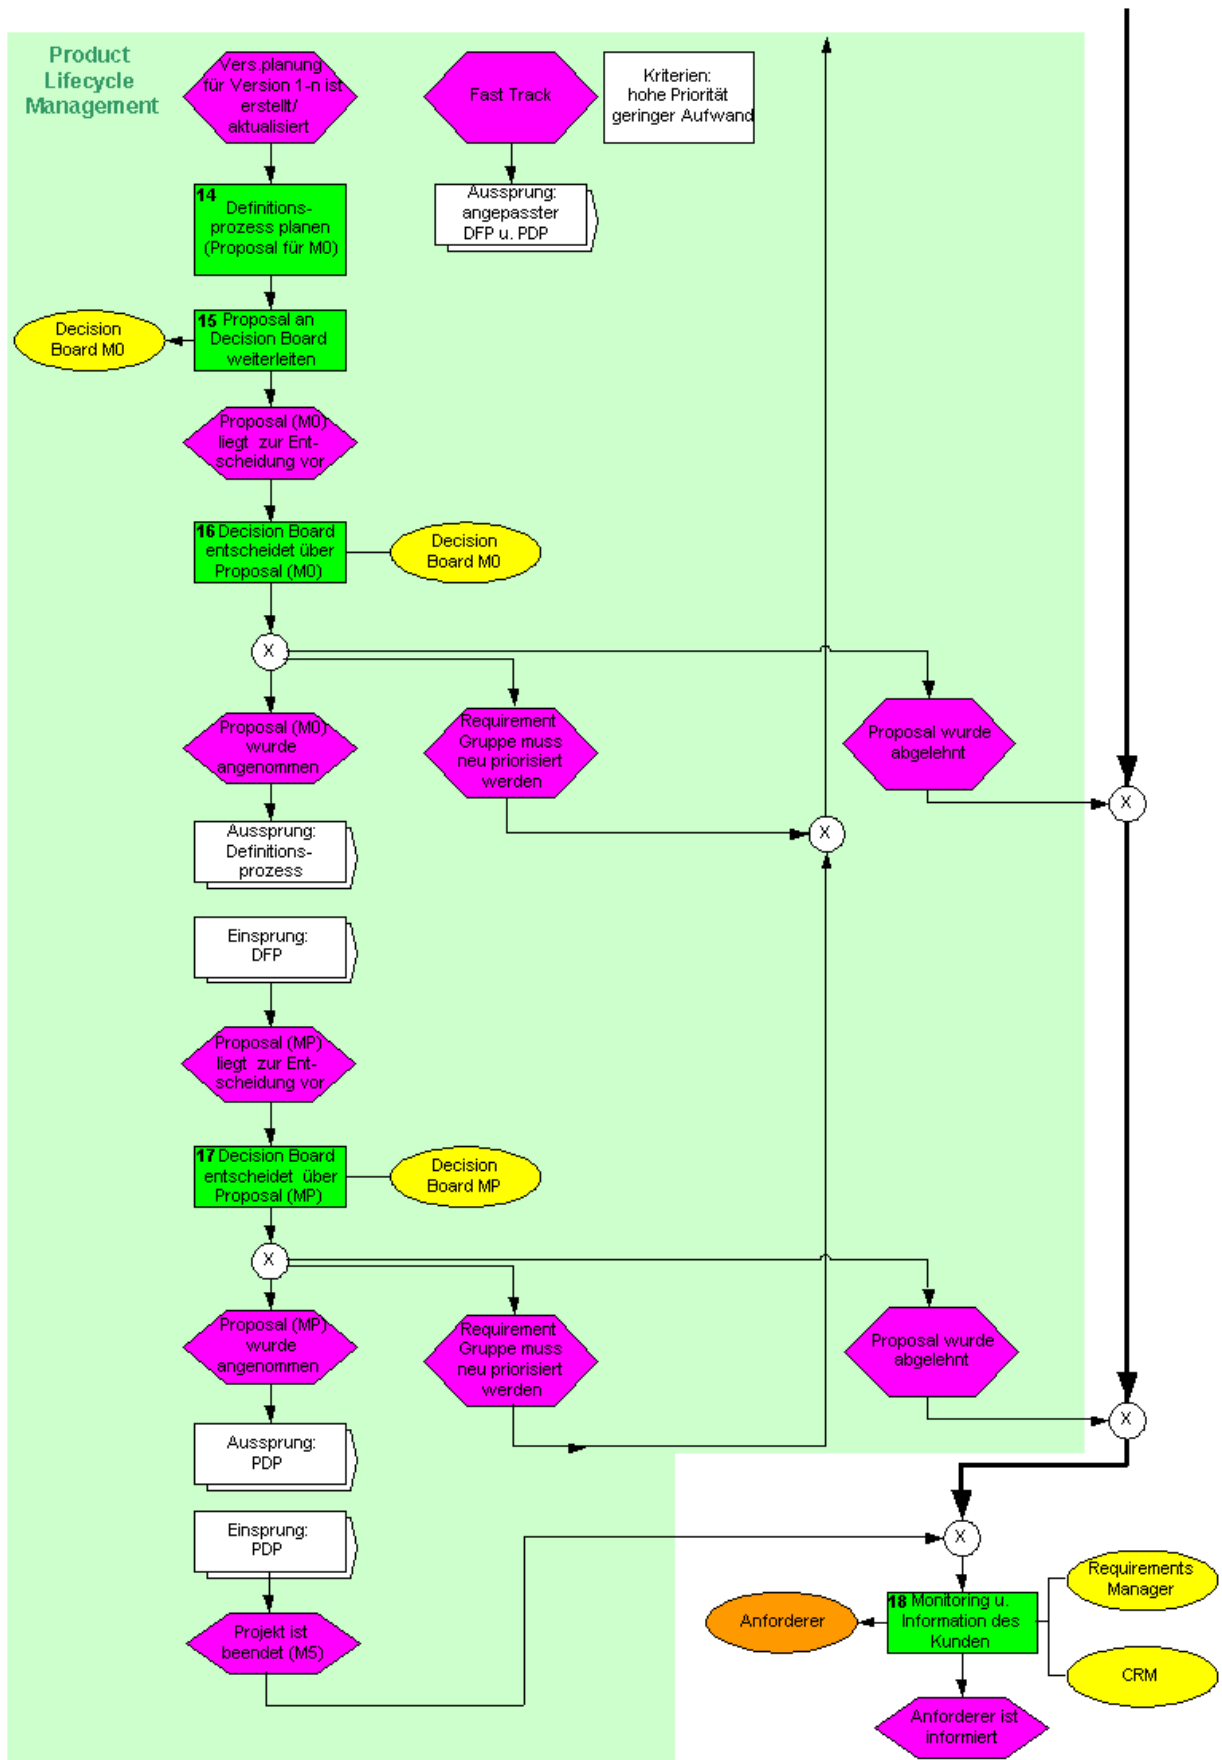 Product
Lifecycle
Management
Vers.planung
für Version 1-n ist
erstellt/
aktualisiert
Fast Track
Kriterien:
hohe Priorität
geringer Aufwand
14
Definitions-
prozess planen
(Proposal für M0)
Aussprung:
angepasster
DFP u. PDP
Decision
Board M0
15 Proposal an
Decision Board
weiterleiten
Proposal (M0)
liegt zur Ent-
scheidung vor
16 Decision Board
entscheidet über
Proposal (M0)
Decision
Board M0
X
Proposal (M0)
wurde
angenommen
Requirement
Gruppe muss
neu priorisiert
werden
Proposal wurde
abgelehnt
X
X
Aussprung:
Definitions-
prozess
Einsprung:
DFP
Proposal (MP)
liegt zur Ent-
scheidung vor
17 Decision Board
entscheidet über
Proposal (MP)
Decision
Board MP
X
Proposal (MP)
wurde
angenommen
Requirement
Gruppe muss
neu priorisiert
werden
Proposal wurde
abgelehnt
X
Aussprung:
PDP
Einsprung:
PDP
X
Projekt ist
beendet (M5)
Anforderer
18 Monitoring u.
Information des
Kunden
Requirements
Manager
CRM
Anforderer ist
informiert